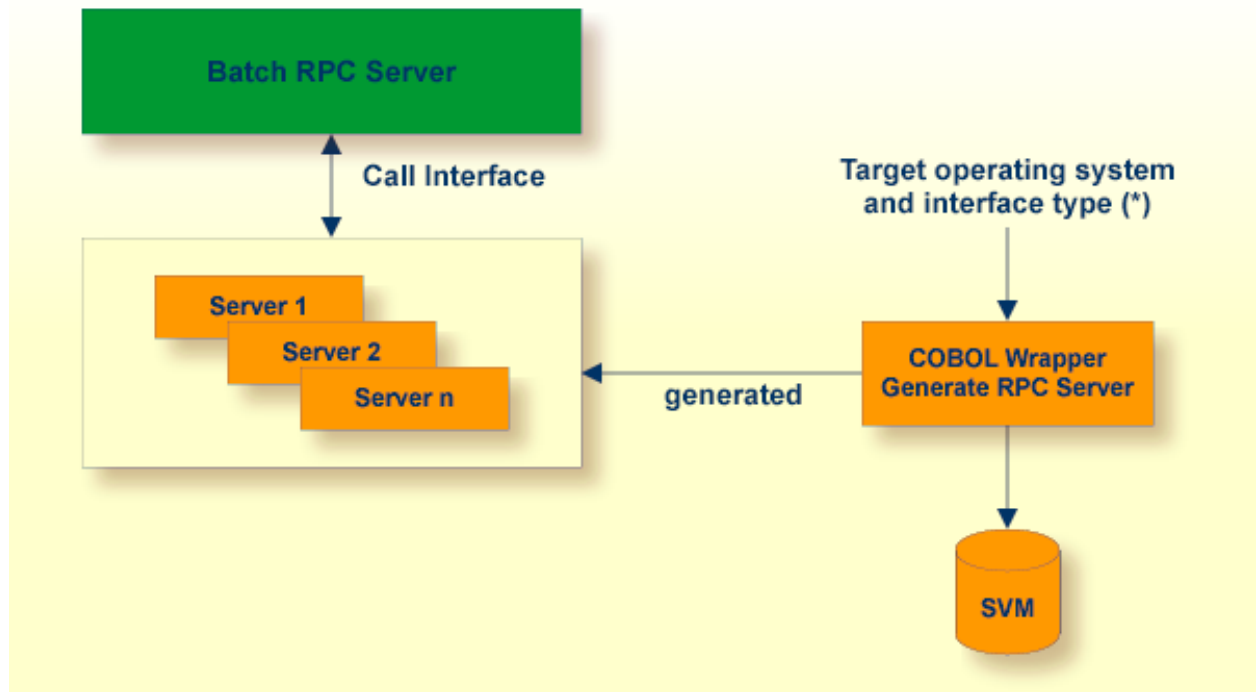 Batch RPC Server
Call Interface
Target operating system
and interface type (*)
Server 1
Server 2
Server n
generated
COBOL Wrapper
Generate RPC Server
SVM